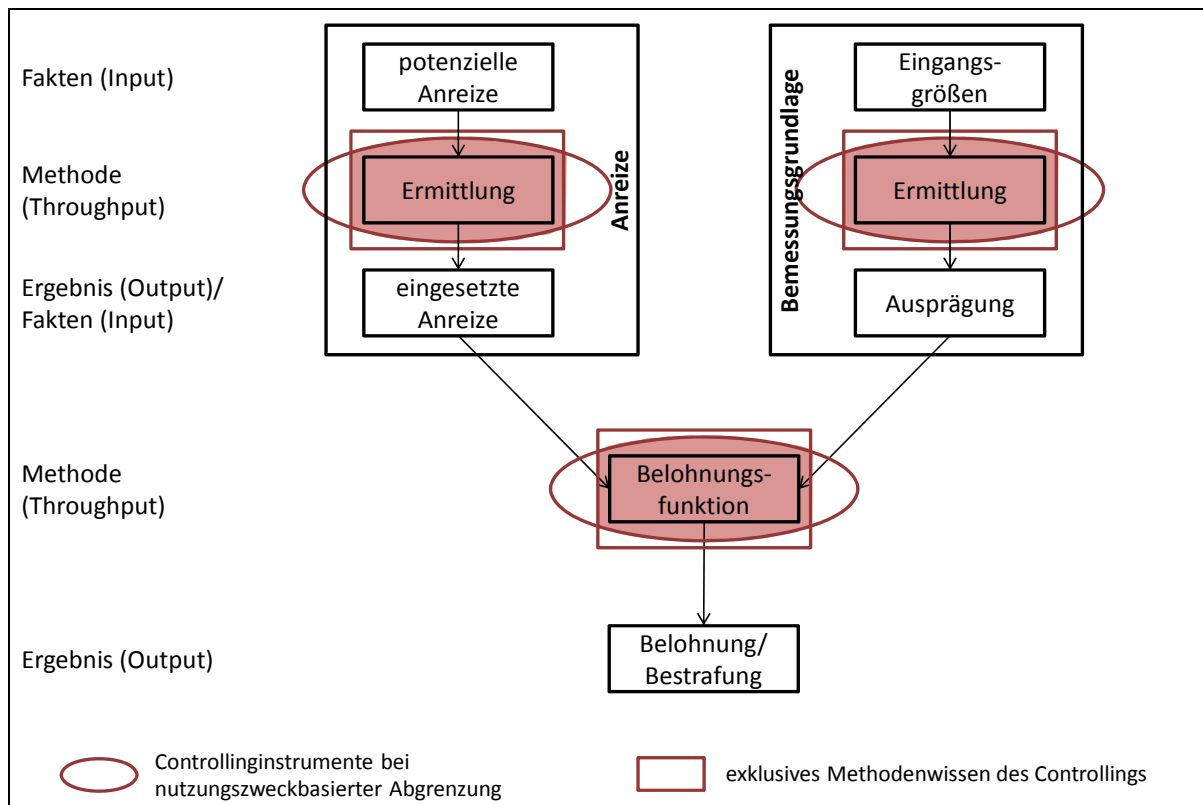 Fakten (Input)
potenzielle
Anreize
Eingangs-
größen
Methode
(Throughput)
Ermittlung
Anreize
Bemessungsgrundlage
Ermittlung
Ergebnis (Output)/
Fakten (Input)
eingesetzte
Anreize
Ausprägung
Methode
(Throughput)
Belohnungs-
funktion
Ergebnis (Output)
Belohnung/
Bestrafung
Controllinginstrumente bei
nutzungszweckbasierter Abgrenzung
exklusives Methodenwissen des Controllings